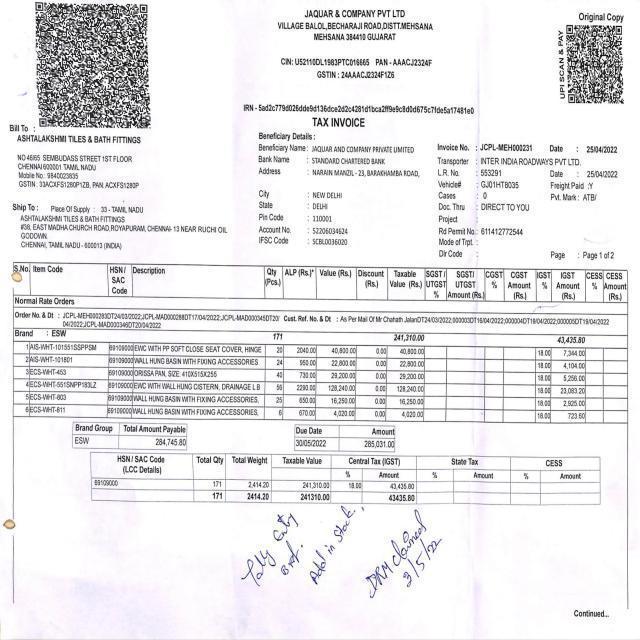 JAQUAR & COMPANY PVT LTD
VILLAGE BALOL,BECHARAJI ROAD,DISTT.MEHSANA
MEHSANA 384410 GUJARAT
Original Copy
UPI SCAN & PAY
CIN: U52110DL1983PTC016665 PAN - AAACJ2324F
GSTIN : 24AAACJ2324F1Z6
IRN - 5ad2c779d026dde9d136dce2d2c4281d1bca2ff9e9c8d0d675c7fde5a17481e0
TAX INVOICE
Bill To :
ASHTALAKSHMI TILES & BATH FITTINGS
NO 46/65 SEMBUDASS STREET 1ST FLOOR
CHENNAI 600001 TAMIL NADU
Mobile No.: 9840023835
GSTIN : 33ACXFS1280P1ZB, PAN: ACXFS1280P
Ship To : Place Of Supply : 33 - TAMIL NADU
ASHTALAKSHMI TILES & BATH FITTINGS
#38, EAST MADHA CHURCH ROAD,ROYAPURAM, CHENNAI- 13 NEAR RUCHI OIL
GODOWN.
CHENNAI, TAMIL NADU - 600013 (INDIA)
Beneficiary Details :
Beneficiary Name : JAQUAR AND COMPANY PRIVATE LIMITED
Bank Name : STANDARD CHARTERED BANK
Address : NARAIN MANZIL - 23, BARAKHAMBA ROAD,
City : NEW DELHI
State : DELHI
Pin Code : 110001
Account No. : 52206034624
IFSC Code : SCBL0036020
Invoice No. : JCPL-MEH000231 Date : 25/04/2022
Transporter : INTER INDIA ROADWAYS PVT LTD.
L.R. No. : 553291 Date : 25/04/2022
Vehicle# : GJ01HT8035 Freight Paid :Y
Cases : 0 Pvt. Mark : ATB/
Doc. Thru : DIRECT TO YOU
Project :
Rd Permit No.: 611412772544
Mode of Trpt. :
Dlr Code : Page : Page 1 of 2
S.No. Item Code HSN / SAC Code Description Qty (Pcs.) ALP (Rs.)* Value (Rs.) Discount (Rs.) Taxable Value (Rs.) SGST / UTGST % SGST/ UTGST Amount (Rs.) CGST % CGST Amount (Rs.) IGST % IGST Amount (Rs.) CESS % CESS Amount (Rs.)
Normal Rate Orders
Order No. & Dt : JCPL-MEH000283DT24/03/2022;JCPL-MAD000288DT17/04/2022;JCPL-MAD000345DT20/ Cust. Ref. No. & Dt : As Per Mail Of Mr Chahath JalanDT24/03/2022;000003DT16/04/2022;000004DT19/04/2022;000005DT19/04/2022
04/2022;JCPL-MAD000346DT20/04/2022
Brand : ESW 171 241,310.00 43,435.80
1 AIS-WHT-101551SSPPSM 69109000 EWC WITH PP SOFT CLOSE SEAT COVER, HINGE 20 2040.00 40,800.00 0.00 40,800.00 18.00 7,344.00
2 AIS-WHT-101801 69109000 WALL HUNG BASIN WITH FIXING ACCESSORIES 24 950.00 22,800.00 0.00 22,800.00 18.00 4,104.00
3 ECS-WHT-453 69109000 ORISSA PAN, SIZE: 410X515X255 40 730.00 29,200.00 0.00 29,200.00 18.00 5,256.00
4 ECS-WHT-551SNPP183LZ 69109000 EWC WITH WALL HUNG CISTERN, DRAINAGE L B 56 2290.00 128,240.00 0.00 128,240.00 18.00 23,083.20
5 ECS-WHT-803 69109000 WALL HUNG BASIN WITH FIXING ACCESSORIES, 25 650.00 16,250.00 0.00 16,250.00 18.00 2,925.00
6 ECS-WHT-811 69109000 WALL HUNG BASIN WITH FIXING ACCESSORIES, 6 670.00 4,020.00 0.00 4,020.00 18.00 723.60
Brand Group Total Amount Payable Due Date Amount
ESW 284,745.80 30/05/2022 285,031.00
HSN / SAC Code (LCC Details) Total Qty Total Weight Taxable Value Central Tax (IGST) State Tax CESS
% Amount % Amount % Amount
69109000 171 2,414.20 241,310.00 18.00 43,435.80
171 2414.20 241310.00 43435.80
Tally Entry
Add in Stock.
DRM claimed
3/5/22
Continued...